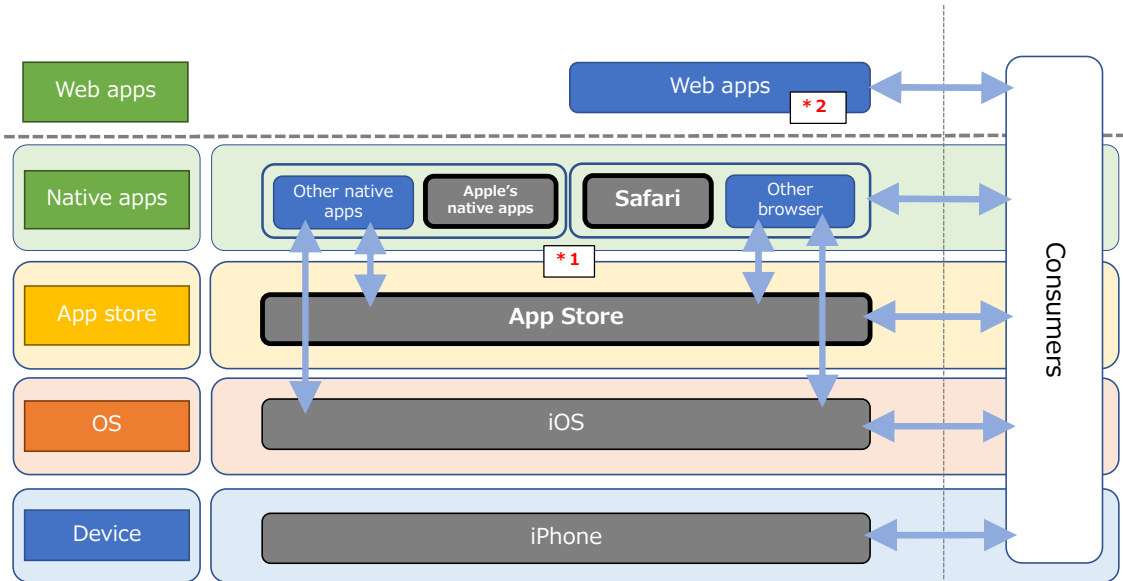 Web apps
Web apps
*2
Native apps
Other native
apps
Apple's
native apps
Safari
Other
browser
*1
App store
App Store
OS
iOS
Device
iPhone
Consumers